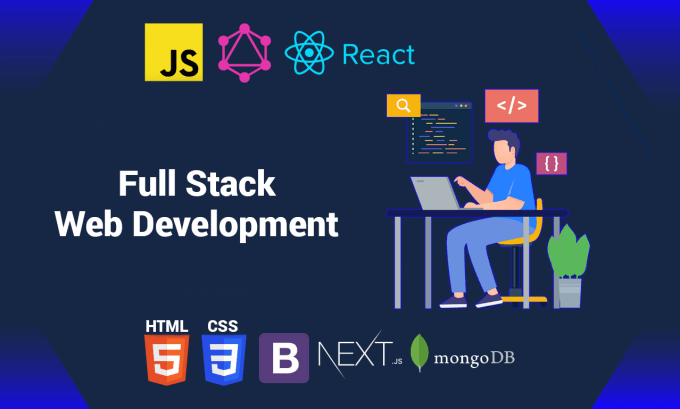 JS
React
</>
{ }
Full Stack
Web Development
HTML
CSS
5
3
B
NEXT.JS
mongoDB